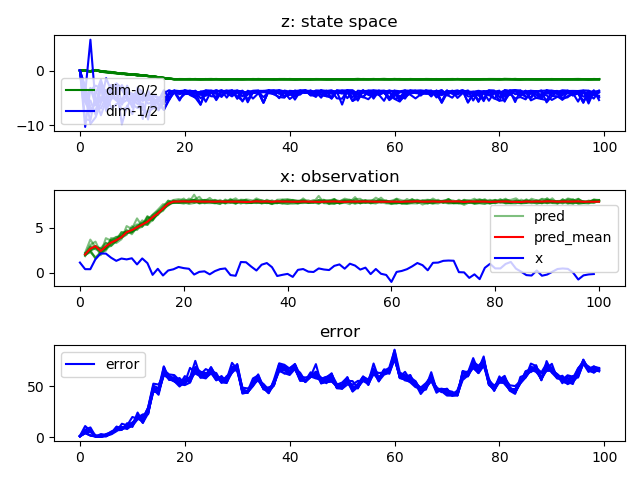 z: state space
0
−10
dim-0/2
dim-1/2
0 20 40 60 80 100
x: observation
5
0
pred
pred_mean
x
0 20 40 60 80 100
error
50
0
error
0 20 40 60 80 100